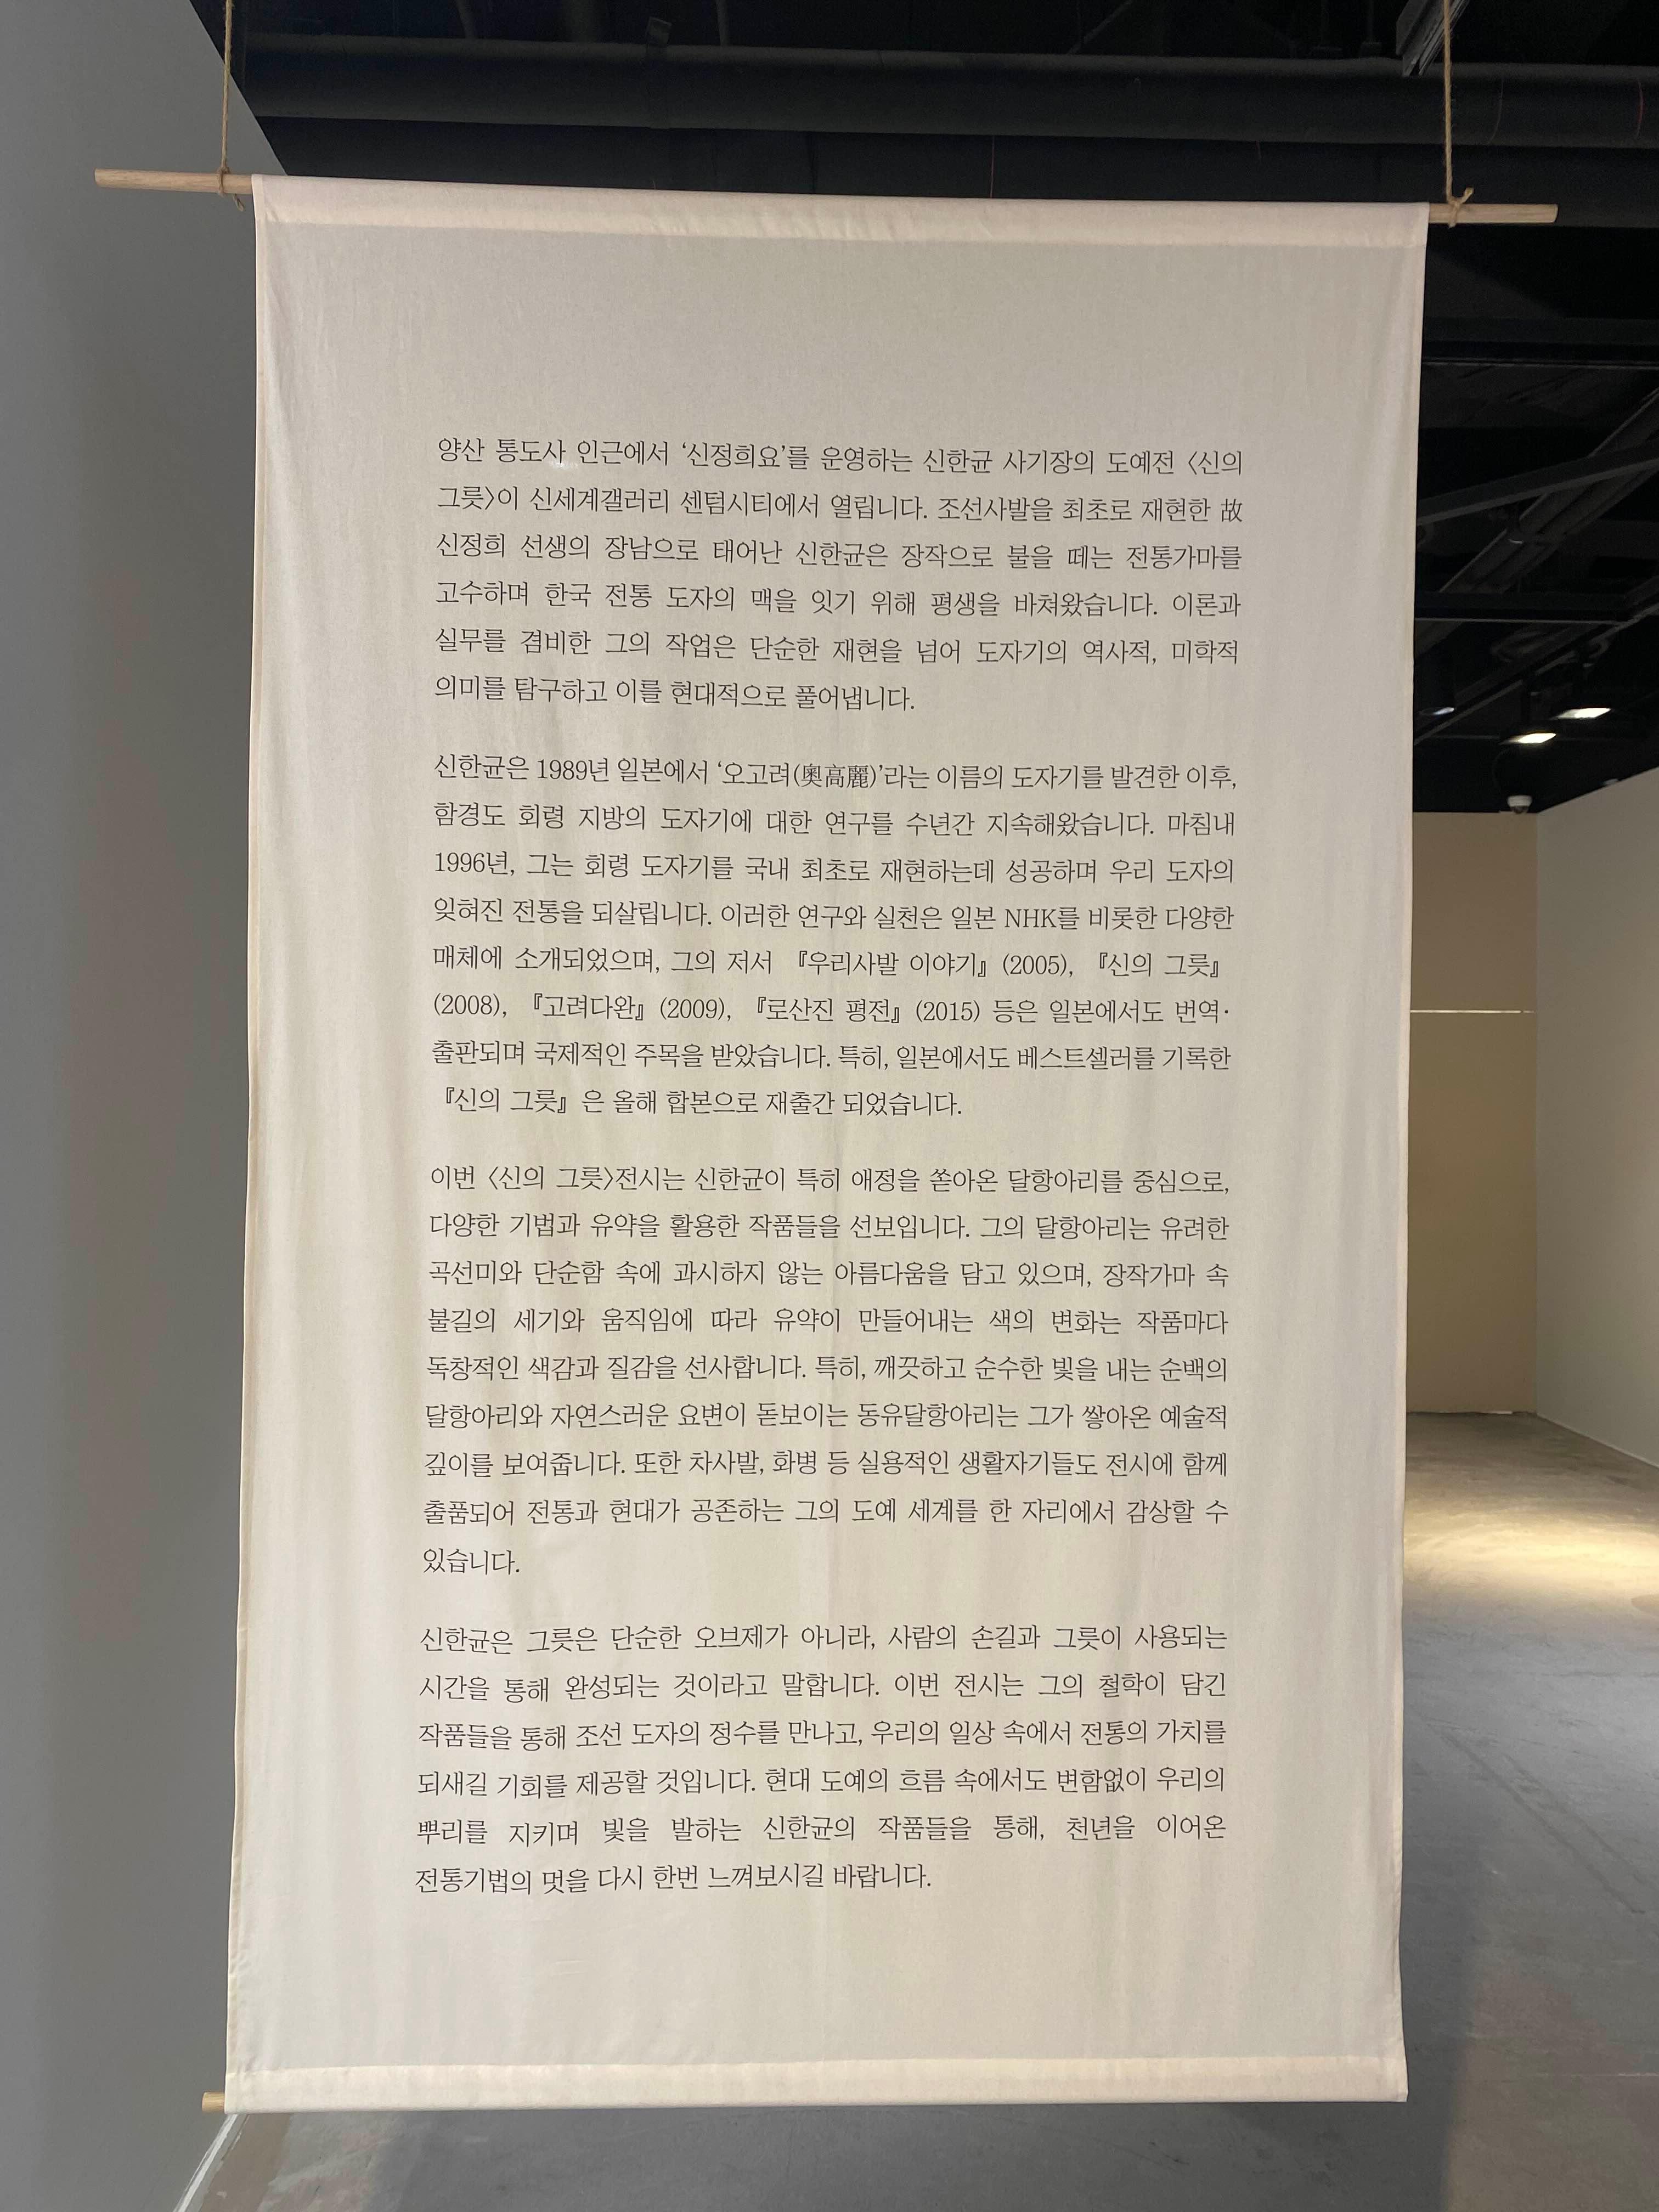 양산 통도사 인근에서 ‘신정희요’를 운영하는 신한균 사기장의 도예전 〈신의
그릇〉이 신세계갤러리 센텀시티에서 열립니다. 조선사발을 최초로 재현한 故
신정희 선생의 장남으로 태어난 신한균은 장작으로 불을 떼는 전통가마를
고수하며 한국 전통 도자의 맥을 잇기 위해 평생을 바쳐왔습니다. 이론과
실무를 겸비한 그의 작업은 단순한 재현을 넘어 도자기의 역사적, 미학적
의미를 탐구하고 이를 현대적으로 풀어냅니다.
신한균은 1989년 일본에서 ‘오고려(奧高麗)’라는 이름의 도자기를 발견한 이후,
함경도 회령 지방의 도자기에 대한 연구를 수년간 지속해왔습니다. 마침내
1996년, 그는 회령 도자기를 국내 최초로 재현하는데 성공하며 우리 도자의
잊혀진 전통을 되살립니다. 이러한 연구와 실천은 일본 NHK를 비롯한 다양한
매체에 소개되었으며, 그의 저서 『우리사발 이야기』 (2005), 『신의 그릇』
(2008), 『고려다완』 (2009), 『로산진 평전』 (2015) 등은 일본에서도 번역·
출판되며 국제적인 주목을 받았습니다. 특히, 일본에서도 베스트셀러를 기록한
『신의 그릇』 은 올해 합본으로 재출간 되었습니다.
이번 〈신의 그릇〉전시는 신한균이 특히 애정을 쏟아온 달항아리를 중심으로,
다양한 기법과 유약을 활용한 작품들을 선보입니다. 그의 달항아리는 유려한
곡선미와 단순함 속에 과시하지 않는 아름다움을 담고 있으며, 장작가마 속
불길의 세기와 움직임에 따라 유약이 만들어내는 색의 변화는 작품마다
독창적인 색감과 질감을 선사합니다. 특히, 깨끗하고 순수한 빛을 내는 순백의
달항아리와 자연스러운 요변이 돋보이는 동유달항아리는 그가 쌓아온 예술적
깊이를 보여줍니다. 또한 차사발, 화병 등 실용적인 생활자기들도 전시에 함께
출품되어 전통과 현대가 공존하는 그의 도예 세계를 한 자리에서 감상할 수
있습니다.
신한균은 그릇은 단순한 오브제가 아니라, 사람의 손길과 그릇이 사용되는
시간을 통해 완성되는 것이라고 말합니다. 이번 전시는 그의 철학이 담긴
작품들을 통해 조선 도자의 정수를 만나고, 우리의 일상 속에서 전통의 가치를
되새길 기회를 제공할 것입니다. 현대 도예의 흐름 속에서도 변함없이 우리의
뿌리를 지키며 빛을 발하는 신한균의 작품들을 통해, 천년을 이어온
전통기법의 멋을 다시 한번 느껴보시길 바랍니다.